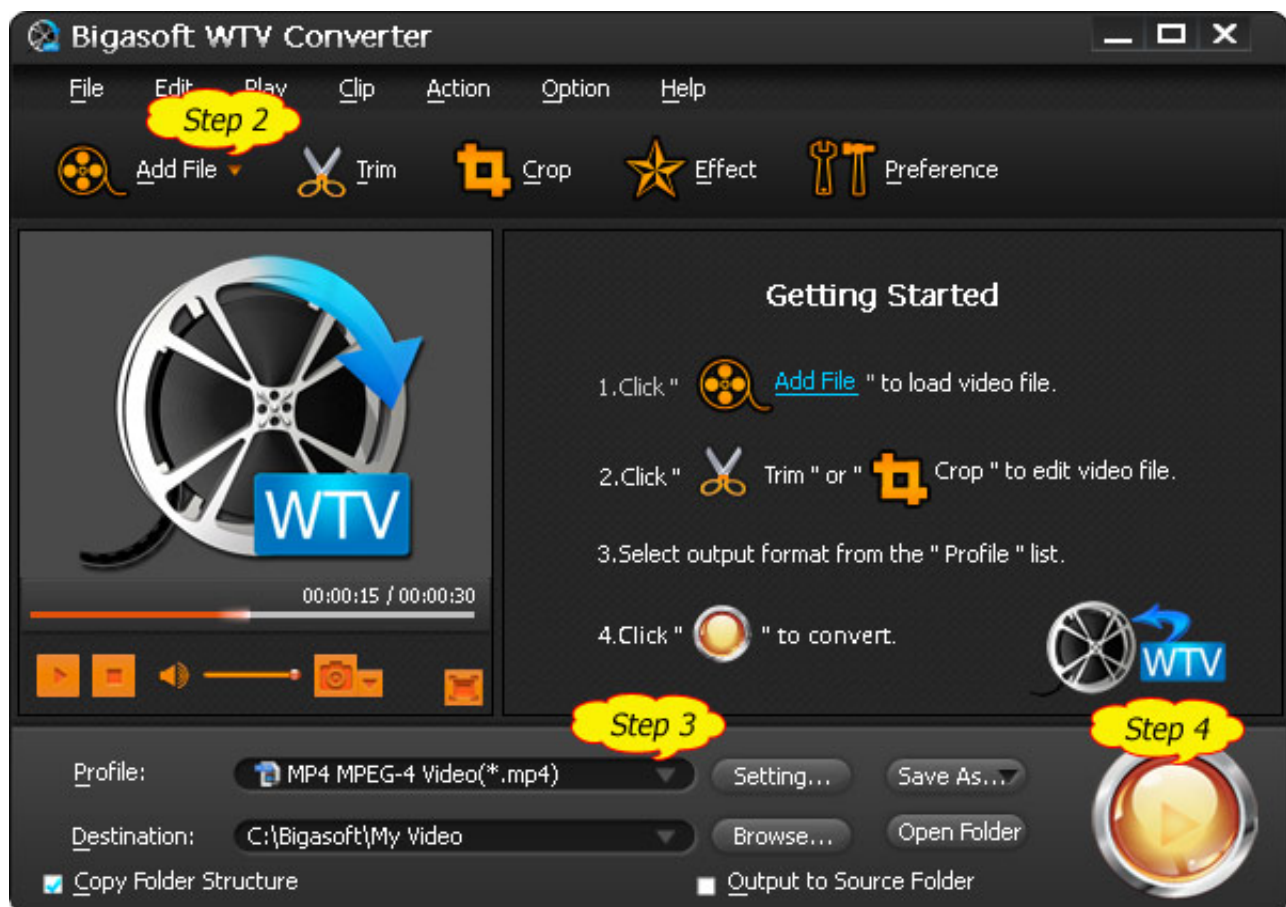 Bigasoft WTV Converter
File Edit Play Clip Action Option Help
Step 2
Add File Trim Crop Effect Preference
WTV
00:00:15 / 00:00:30
Getting Started
1.Click " Add File " to load video file.
2.Click " Trim " or " Crop " to edit video file.
3.Select output format from the " Profile " list.
4.Click " " to convert.
WTV
Step 3
Step 4
Profile: MP4 MPEG-4 Video(*.mp4) Setting... Save As...
Destination: C:\Bigasoft\My Video Browse... Open Folder
Copy Folder Structure Output to Source Folder